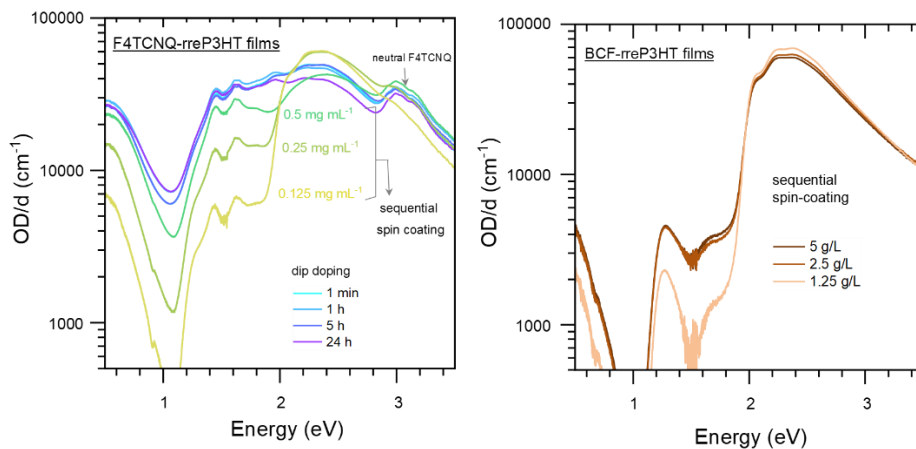 F4TCNQ-rreP3HT films
neutral F4TCNQ
0.5 mg mL⁻¹
0.25 mg mL⁻¹
0.125 mg mL⁻¹
sequential
spin coating
dip doping
1 min
1 h
5 h
24 h
100000
10000
1000
OD/d (cm⁻¹)
1
2
3
Energy (eV)
BCF-rreP3HT films
sequential
spin-coating
5 g/L
2.5 g/L
1.25 g/L
100000
10000
1000
OD/d (cm⁻¹)
1
2
3
Energy (eV)